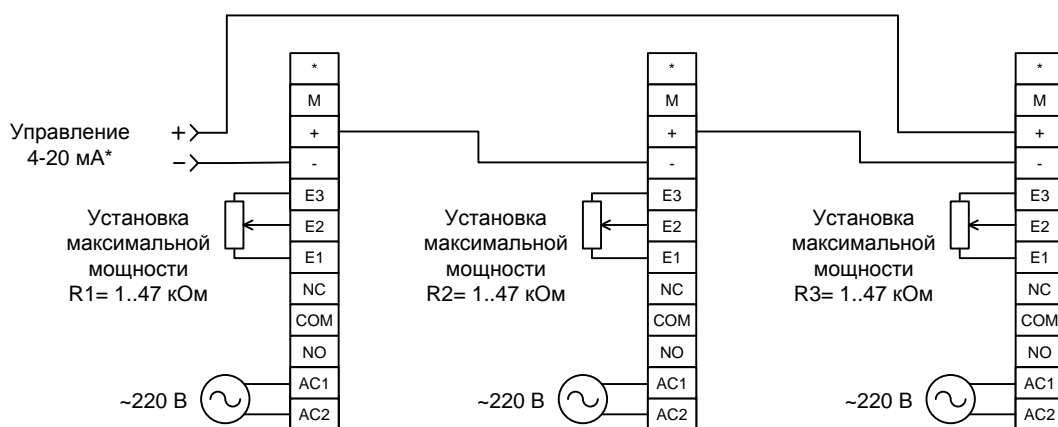 *
M
+
-
E3
E2
E1
NC
COM
NO
AC1
AC2
Управление
4-20 мА*
+
−
Установка
максимальной
мощности
R1= 1..47 кОм
~220 В
*
M
+
-
E3
E2
E1
NC
COM
NO
AC1
AC2
Установка
максимальной
мощности
R2= 1..47 кОм
~220 В
*
M
+
-
E3
E2
E1
NC
COM
NO
AC1
AC2
Установка
максимальной
мощности
R3= 1..47 кОм
~220 В